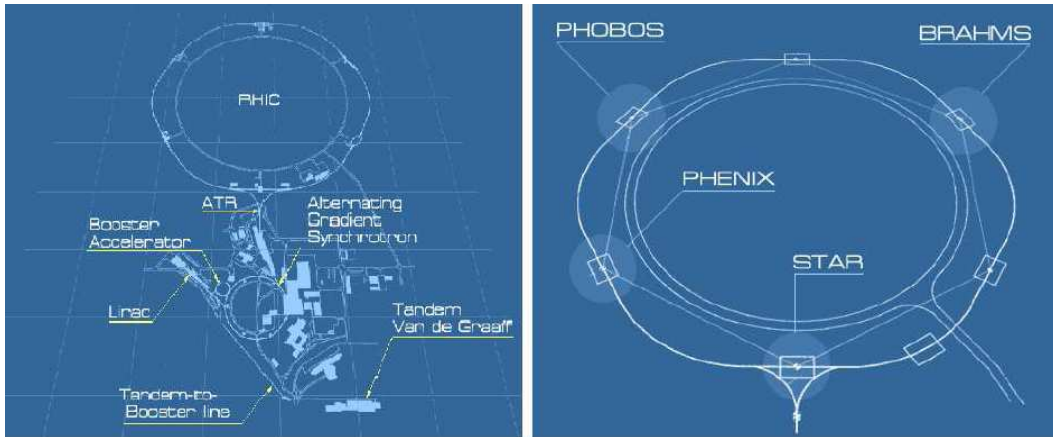 RHIC
ATR
Alternating
Gradient
Synchrotron
Booster
Accelerator
Linac
Tandem
Van de Graaff
Tandem-to-
Booster line
PHOBOS
BRAHMS
PHENIX
STAR